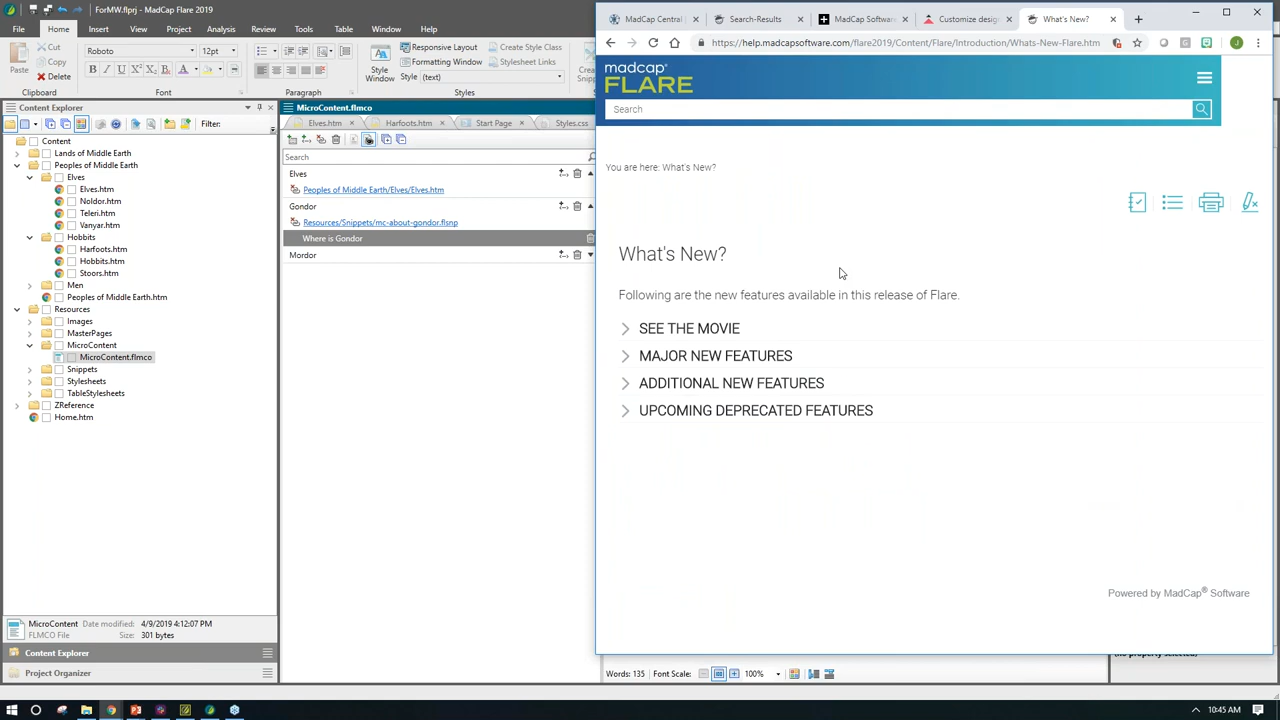 ForMW.flprj - MadCap Flare 2019
File Home Insert View Project Analysis Review Tools Table Window Help
Paste
Cut
Copy
Delete
Clipboard
Roboto 12pt
B I U
Font
Paragraph
Style Window
Responsive Layout
Formatting Window
Style (text)
Create Style Class
Stylesheet Links
Styles
Content Explorer
Filter:
Content
Lands of Middle Earth
Peoples of Middle Earth
Elves
Elves.htm
Noldor.htm
Teleri.htm
Vanyar.htm
Hobbits
Harfoots.htm
Hobbits.htm
Stoors.htm
Men
Peoples of Middle Earth.htm
Resources
Images
MasterPages
MicroContent
MicroContent.flmco
Snippets
Stylesheets
TableStylesheets
ZReference
Home.htm
MicroContent Date modified: 4/9/2019 4:12:07 PM
FLMCO File Size: 301 bytes
Content Explorer
Project Organizer
MicroContent.flmco
Elves.htm Harfoots.htm Start Page Styles.css
Search
Elves
Peoples of Middle Earth/Elves/Elves.htm
Gondor
Resources/Snippets/mc-about-gondor.flsnp
Where is Gondor
Mordor
MadCap Central Search-Results MadCap Software Customize desig What's New?
https://help.madcapsoftware.com/flare2019/Content/Flare/Introduction/Whats-New-Flare.htm
J
madcap®
FLARE
Search
You are here: What's New?
What's New?
Following are the new features available in this release of Flare.
SEE THE MOVIE
MAJOR NEW FEATURES
ADDITIONAL NEW FEATURES
UPCOMING DEPRECATED FEATURES
Powered by MadCap® Software
Words: 135 Font Scale: 100%
10:45 AM